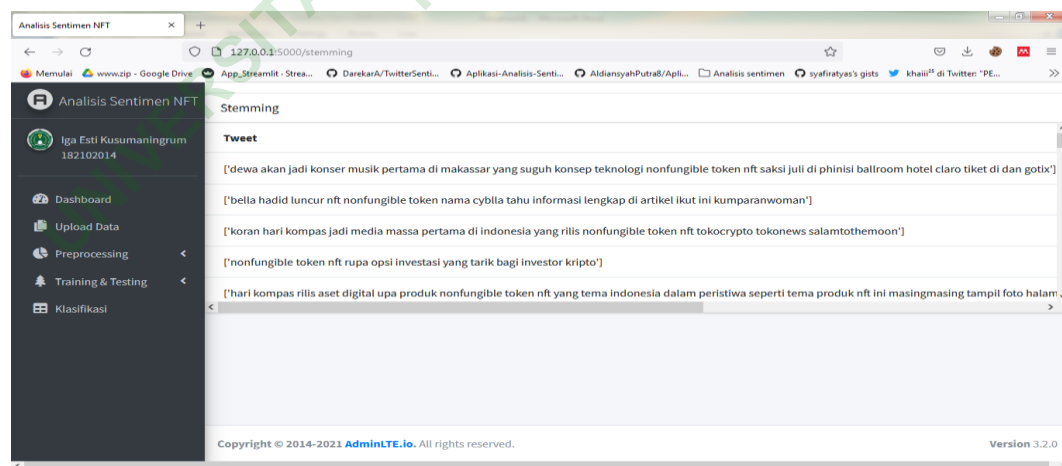 Analisis Sentimen NFT
127.0.0.1:5000/stemming
Memulai
www.zip - Google Drive
App_Streamlit - Strea...
DarekarA/TwitterSenti...
Aplikasi-Analisis-Senti...
AldiansyahPutra8/Apli...
Analisis sentimen
syafiratyas's gists
khaiii²³ di Twitter: "PE...
Analisis Sentimen NFT
Iga Esti Kusumaningrum
182102014
Dashboard
Upload Data
Preprocessing
Training & Testing
Klasifikasi
Stemming
Tweet
['dewa akan jadi konser musik pertama di makassar yang suguh konsep teknologi nonfungible token nft saksi juli di phinisi ballroom hotel claro tiket di dan gotix']
['bella hadid luncur nft nonfungible token nama cyblla tahu informasi lengkap di artikel ikut ini kumparanwoman']
['koran hari kompas jadi media massa pertama di indonesia yang rilis nonfungible token nft tokocrypto tokonews salamtothemoon']
['nonfungible token nft rupa opsi investasi yang tarik bagi investor kripto']
['hari kompas rilis aset digital upa produk nonfungible token nft yang tema indonesia dalam peristiwa seperti tema produk nft ini masingmasing tampil foto halam
Copyright © 2014-2021 AdminLTE.io. All rights reserved.
Version 3.2.0